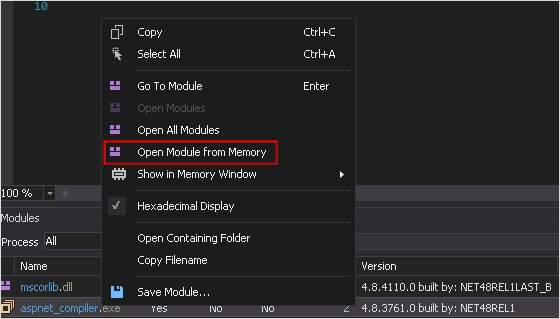 10
Copy Ctrl+C
Select All Ctrl+A
Go To Module Enter
Open Modules
Open All Modules
Open Module from Memory
Show in Memory Window
Hexadecimal Display
Open Containing Folder
Copy Filename
Save Module...
100 %
Modules
Process All
Name Version
mscorlib.dll 4.8.4110.0 built by: NET48REL1LAST_B
aspnet_compiler.exe Yes No No 2 4.8.3761.0 built by: NET48REL1